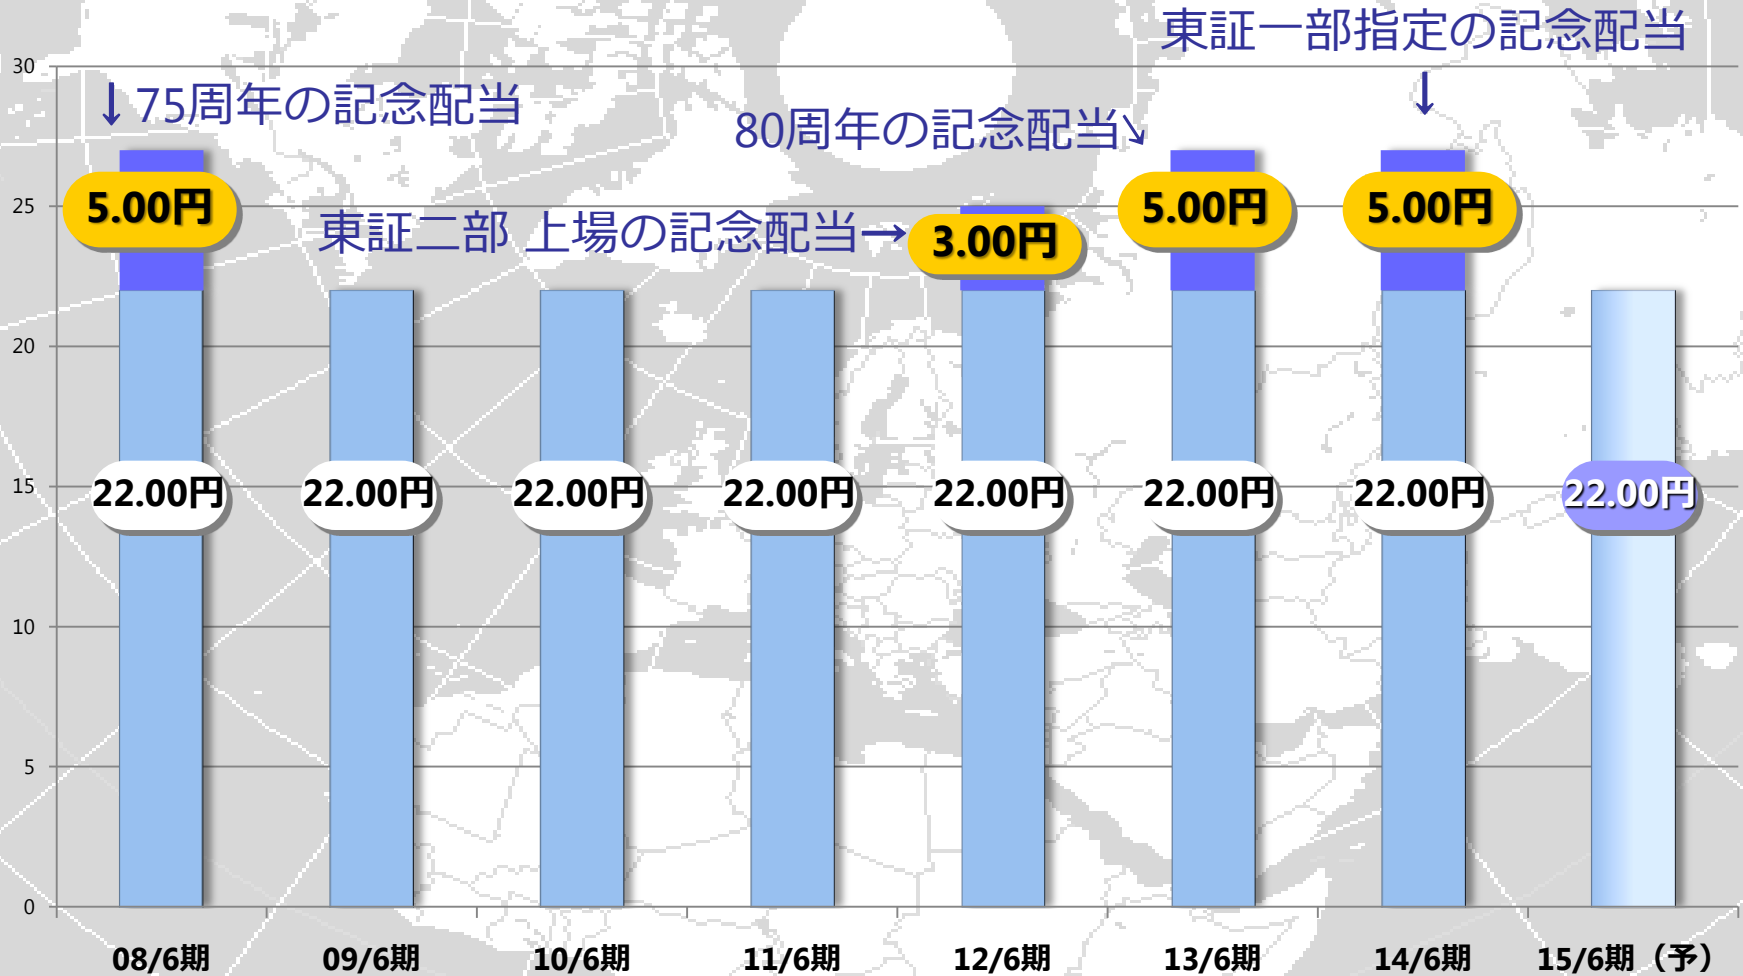 東証一部指定の記念配当
↓
↓75周年の記念配当
80周年の記念配当↘
東証二部 上場の記念配当→
30
25
20
15
10
5
0
5.00円
3.00円
5.00円
5.00円
22.00円
22.00円
22.00円
22.00円
22.00円
22.00円
22.00円
22.00円
08/6期
09/6期
10/6期
11/6期
12/6期
13/6期
14/6期
15/6期（予）